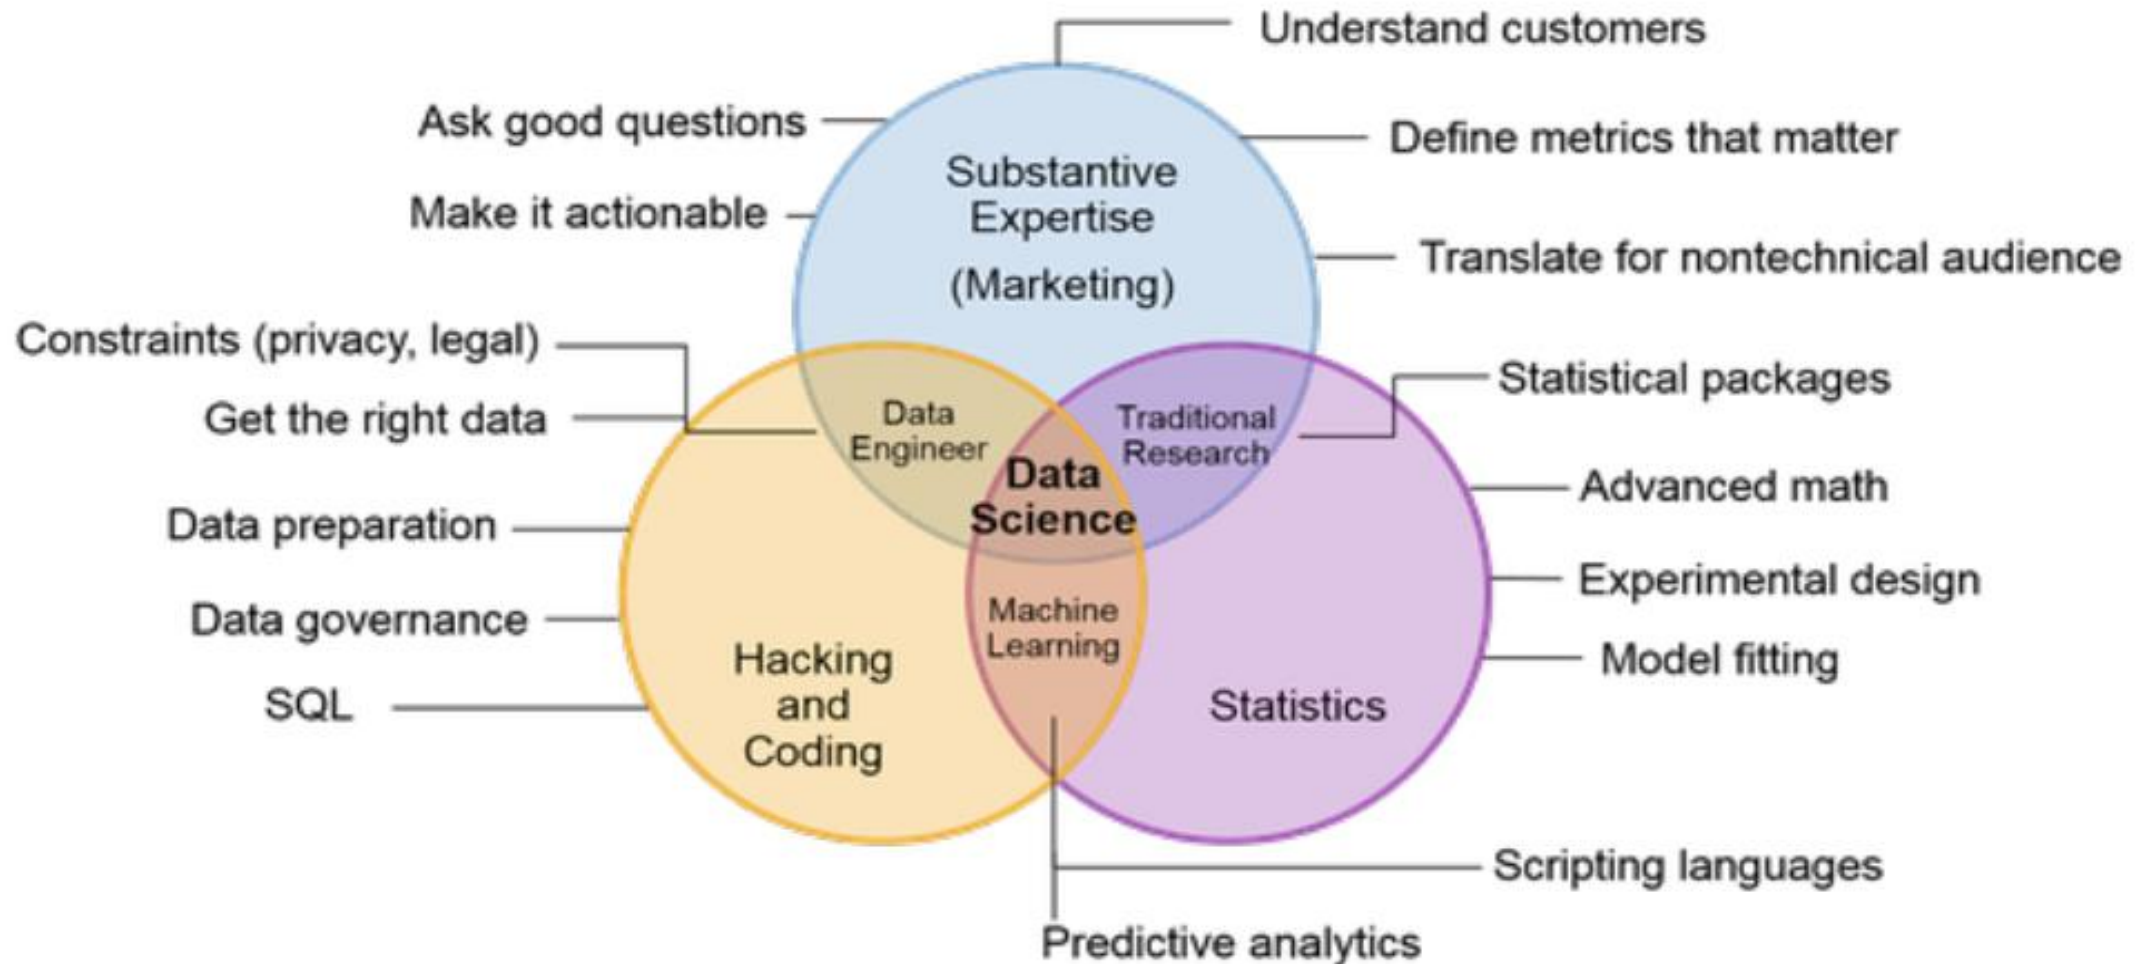 Understand customers
Ask good questions
Define metrics that matter
Substantive
Expertise
(Marketing)
Make it actionable
Translate for nontechnical audience
Constraints (privacy, legal)
Get the right data
Statistical packages
Data
Engineer
Traditional
Research
Data
Science
Advanced math
Data preparation
Experimental design
Data governance
Machine
Learning
Model fitting
Hacking
and
Coding
Statistics
SQL
Scripting languages
Predictive analytics